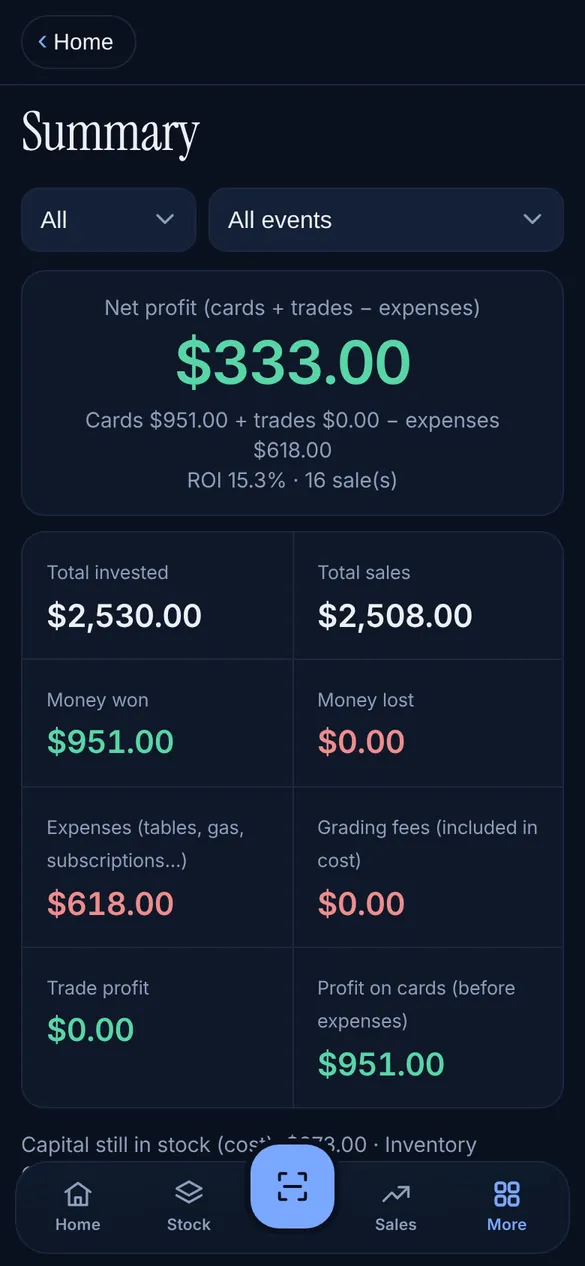 Home
Summary
All
All events
Net profit (cards + trades − expenses)
$333.00
Cards $951.00 + trades $0.00 − expenses
$618.00
ROI 15.3% · 16 sale(s)
Total invested
$2,530.00
Total sales
$2,508.00
Money won
$951.00
Money lost
$0.00
Expenses (tables, gas,
subscriptions...)
$618.00
Grading fees (included in
cost)
$0.00
Trade profit
$0.00
Profit on cards (before
expenses)
$951.00
Capital still in stock (cost) · Inventory
Home
Stock
Sales
More